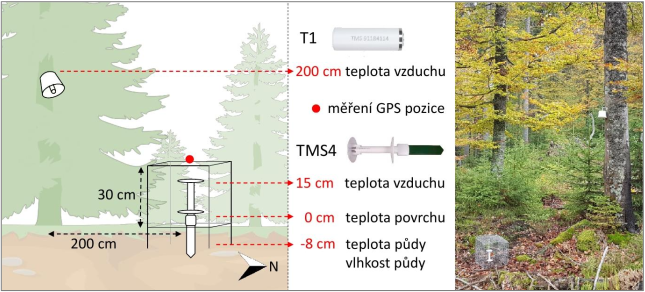 T1
200 cm teplota vzduchu
měření GPS pozice
TMS4
30 cm
15 cm teplota vzduchu
0 cm teplota povrchu
200 cm
-8 cm teplota půdy
vlhkost půdy
N